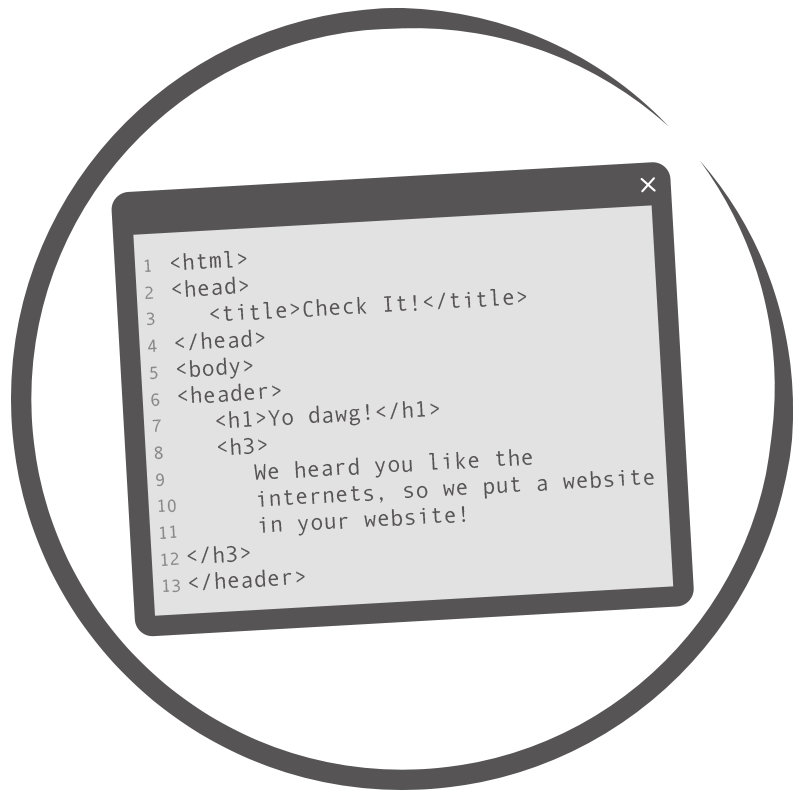 1 <html>
2 <head>
3 <title>Check It!</title>
4 </head>
5 <body>
6 <header>
7 <h1>Yo dawg!</h1>
8 <h3>
9 We heard you like the
10 internets, so we put a website
11 in your website!
12 </h3>
13 </header>